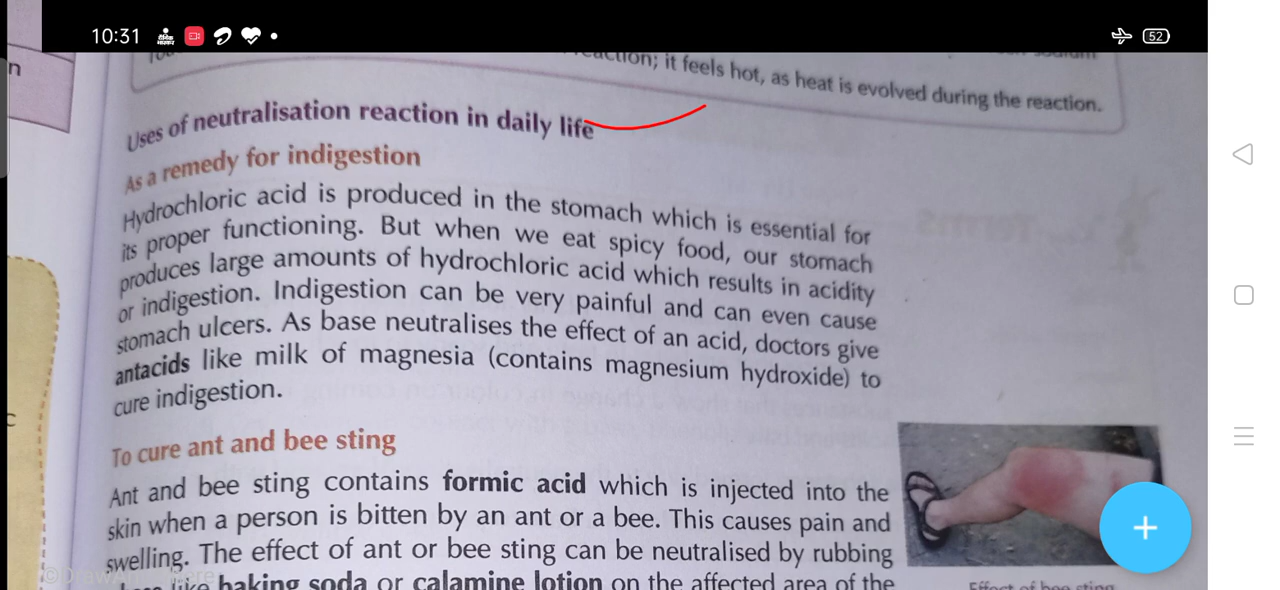 10:31
52
n
reaction; it feels hot, as heat is evolved during the reaction.
Uses of neutralisation reaction in daily life
As a remedy for indigestion
Hydrochloric acid is produced in the stomach which is essential for
its proper functioning. But when we eat spicy food, our stomach
produces large amounts of hydrochloric acid which results in acidity
or indigestion. Indigestion can be very painful and can even cause
stomach ulcers. As base neutralises the effect of an acid, doctors give
antacids like milk of magnesia (contains magnesium hydroxide) to
cure indigestion.
To cure ant and bee sting
Ant and bee sting contains formic acid which is injected into the
skin when a person is bitten by an ant or a bee. This causes pain and
swelling. The effect of ant or bee sting can be neutralised by rubbing
like baking soda or calamine lotion on the affected area of the
Effect of bee sting